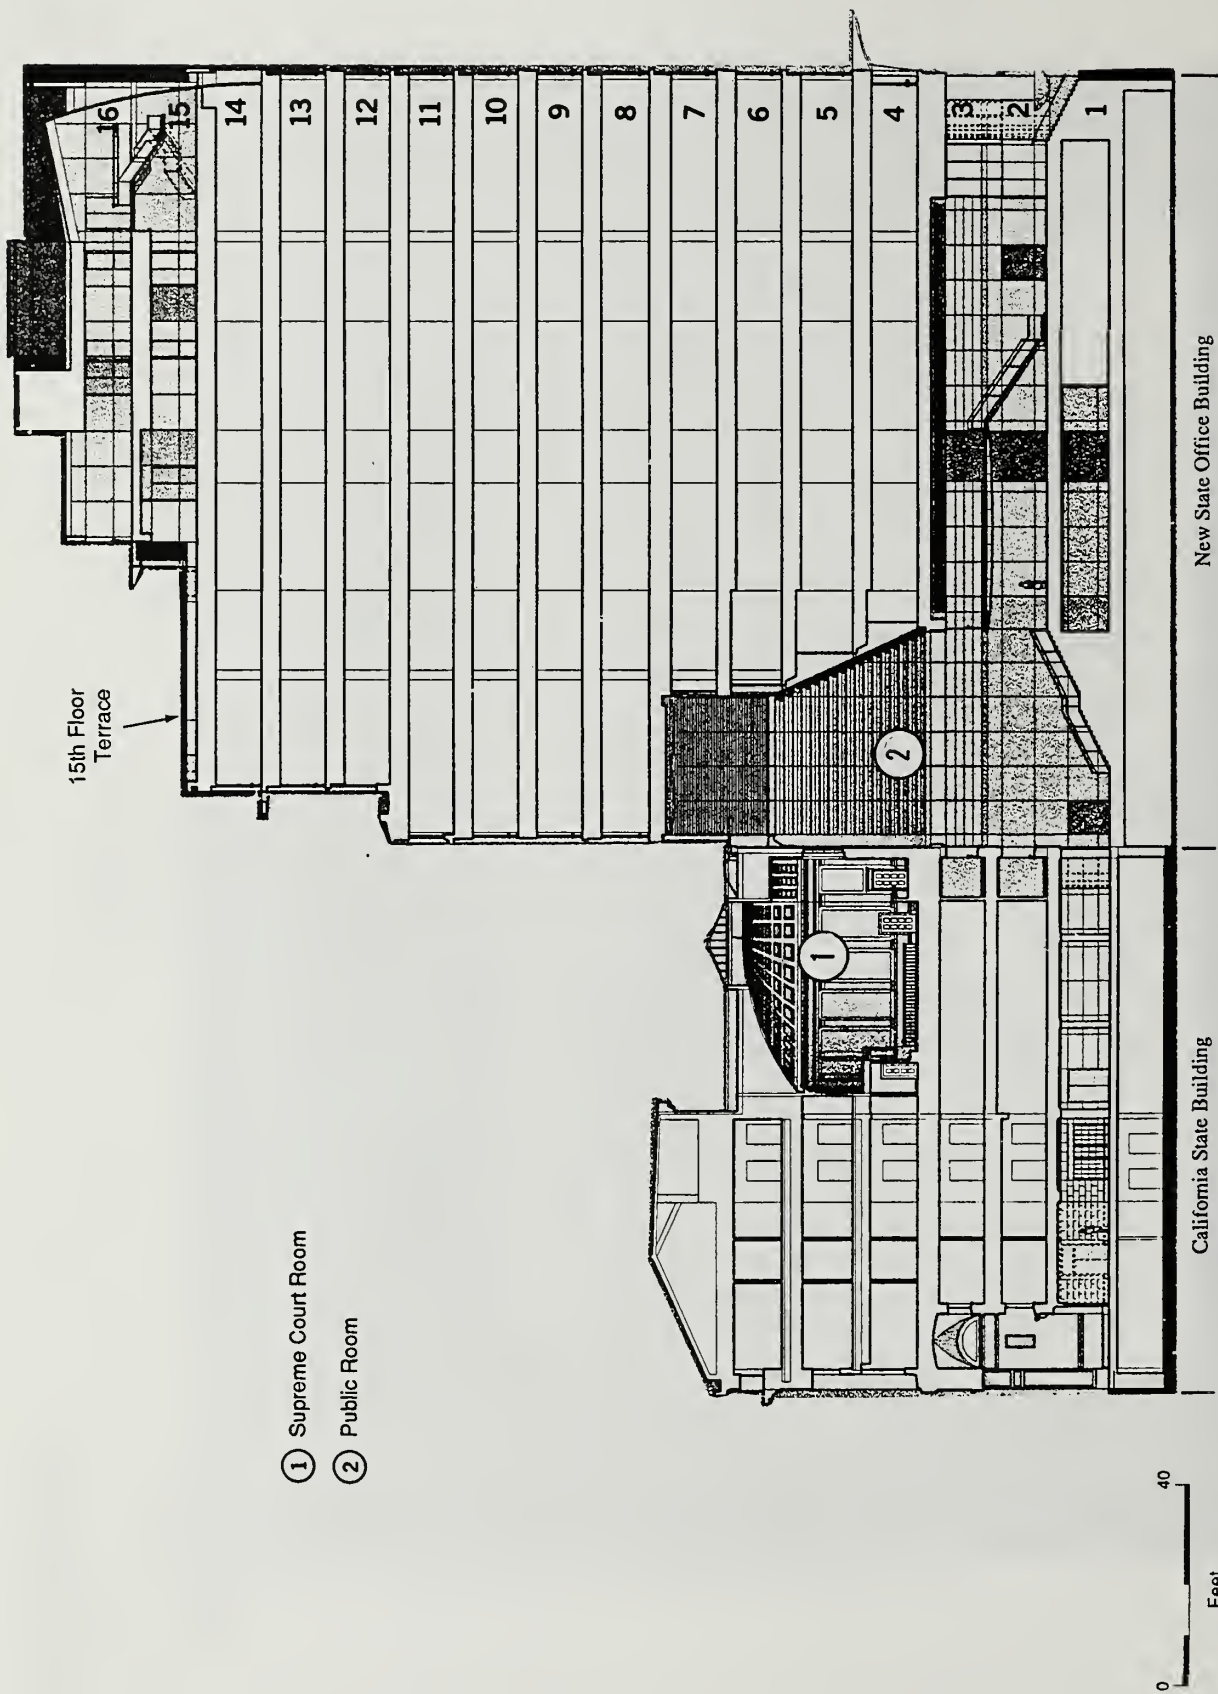 15th Floor
Terrace
16
15
14
13
12
11
10
9
8
7
6
5
4
3
2
1
1
2
1 Supreme Court Room
2 Public Room
California State Building
New State Office Building
0
40
Feet